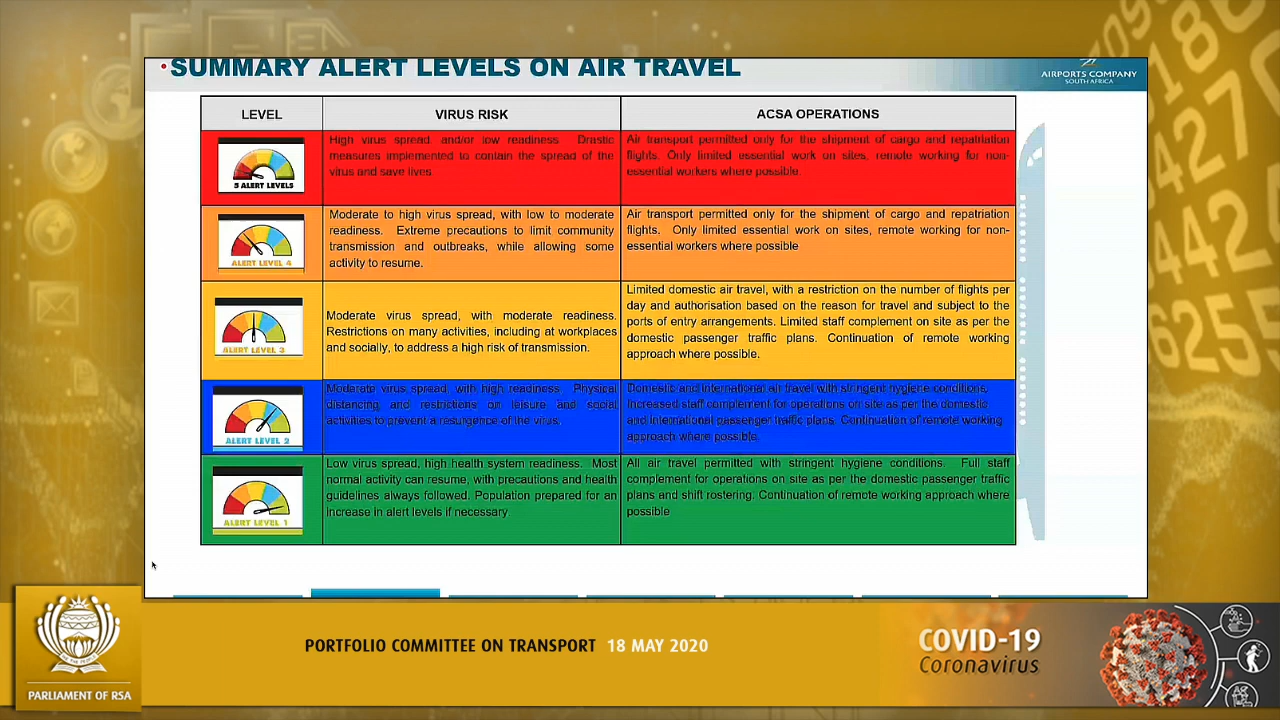 •SUMMARY ALERT LEVELS ON AIR TRAVEL
AIRPORTS COMPANY
SOUTH AFRICA
LEVEL
VIRUS RISK
ACSA OPERATIONS
5 ALERT LEVELS
High virus spread, and/or low readiness. Drastic
measures implemented to contain the spread of the
virus and save lives.
Air transport permitted only for the shipment of cargo and repatriation
flights. Only limited essential work on sites, remote working for non-
essential workers where possible.
ALERT LEVEL 4
Moderate to high virus spread, with low to moderate
readiness. Extreme precautions to limit community
transmission and outbreaks, while allowing some
activity to resume.
Air transport permitted only for the shipment of cargo and repatriation
flights. Only limited essential work on sites, remote working for non-
essential workers where possible
ALERT LEVEL 3
Moderate virus spread, with moderate readiness.
Restrictions on many activities, including at workplaces
and socially, to address a high risk of transmission.
Limited domestic air travel, with a restriction on the number of flights per
day and authorisation based on the reason for travel and subject to the
ports of entry arrangements. Limited staff complement on site as per the
domestic passenger traffic plans. Continuation of remote working
approach where possible.
ALERT LEVEL 2
Moderate virus spread, with high readiness. Physical
distancing and restrictions on leisure and social
activities to prevent a resurgence of the virus.
Domestic and International air travel with stringent hygiene conditions.
Increased staff complement for operations on site as per the domestic
and international passenger traffic plans. Continuation of remote working
approach where possible.
ALERT LEVEL 1
Low virus spread, high health system readiness. Most
normal activity can resume, with precautions and health
guidelines always followed. Population prepared for an
increase in alert levels if necessary
All air travel permitted with stringent hygiene conditions. Full staff
complement for operations on site as per the domestic passenger traffic
plans and shift rostering. Continuation of remote working approach where
possible
PARLIAMENT OF RSA
PORTFOLIO COMMITTEE ON TRANSPORT 18 MAY 2020
COVID-19
Coronavirus